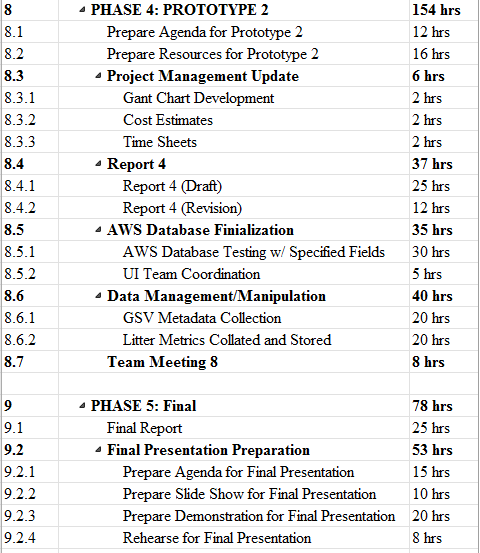 8 PHASE 4: PROTOTYPE 2 154 hrs
8.1 Prepare Agenda for Prototype 2 12 hrs
8.2 Prepare Resources for Prototype 2 16 hrs
8.3 Project Management Update 6 hrs
8.3.1 Gant Chart Development 2 hrs
8.3.2 Cost Estimates 2 hrs
8.3.3 Time Sheets 2 hrs
8.4 Report 4 37 hrs
8.4.1 Report 4 (Draft) 25 hrs
8.4.2 Report 4 (Revision) 12 hrs
8.5 AWS Database Finialization 35 hrs
8.5.1 AWS Database Testing w/ Specified Fields 30 hrs
8.5.2 UI Team Coordination 5 hrs
8.6 Data Management/Manipulation 40 hrs
8.6.1 GSV Metadata Collection 20 hrs
8.6.2 Litter Metrics Collated and Stored 20 hrs
8.7 Team Meeting 8 8 hrs
9 PHASE 5: Final 78 hrs
9.1 Final Report 25 hrs
9.2 Final Presentation Preparation 53 hrs
9.2.1 Prepare Agenda for Final Presentation 15 hrs
9.2.2 Prepare Slide Show for Final Presentation 10 hrs
9.2.3 Prepare Demonstration for Final Presentation 20 hrs
9.2.4 Rehearse for Final Presentation 8 hrs